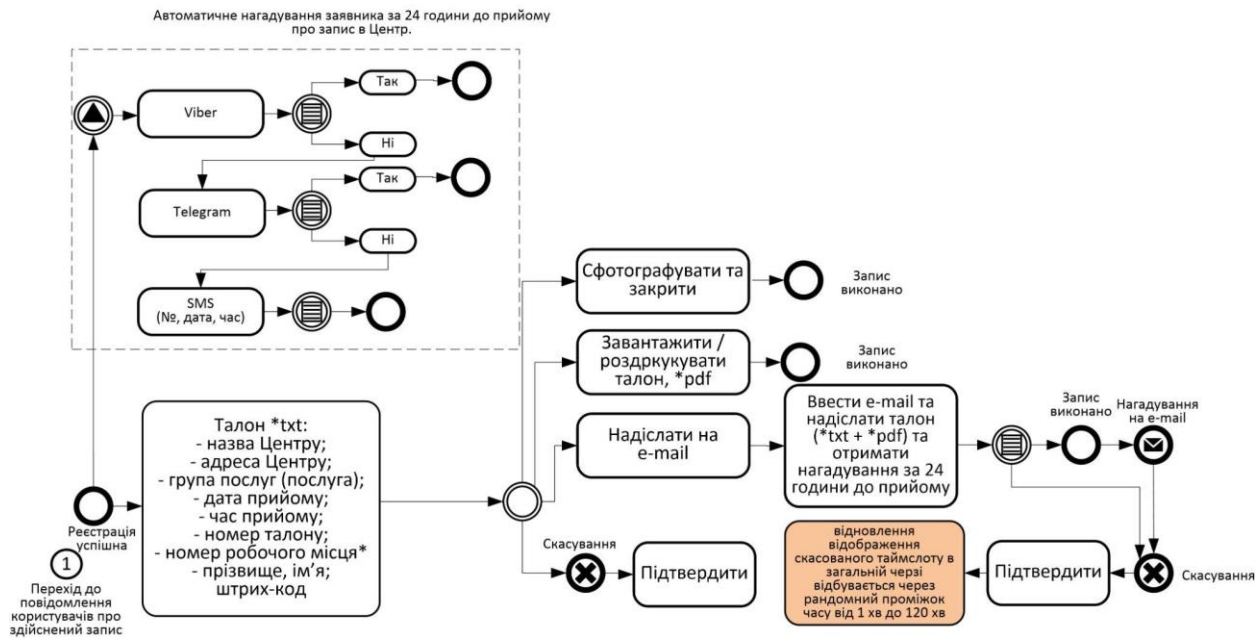 Автоматичне нагадування заявника за 24 години до прийому
про запис в Центр.
Viber
Так
Ні
Telegram
Так
Ні
SMS
(№, дата, час)
Сфотографувати та
закрити
Запис
виконано
Завантажити /
роздркукувати
талон, *pdf
Запис
виконано
Талон *txt:
- назва Центру;
- адреса Центру;
- група послуг (послуга);
- дата прийому;
- час прийому;
- номер талону;
- номер робочого місця*
- прізвище, ім’я;
штрих-код
Надіслати на
e-mail
Ввести e-mail та
надіслати талон
(*txt + *pdf) та
отримати
нагадування за 24
години до прийому
Запис
виконано
Нагадування
на e-mail
Реєстрація
успішна
1
Перехід до
повідомлення
користувачів про
здійснений запис
Скасування
Підтвердити
відновлення
відображення
скасованого таймслоту в
загальній черзі
відбувається через
рандомний проміжок
часу від 1 хв до 120 хв
Підтвердити
Скасування